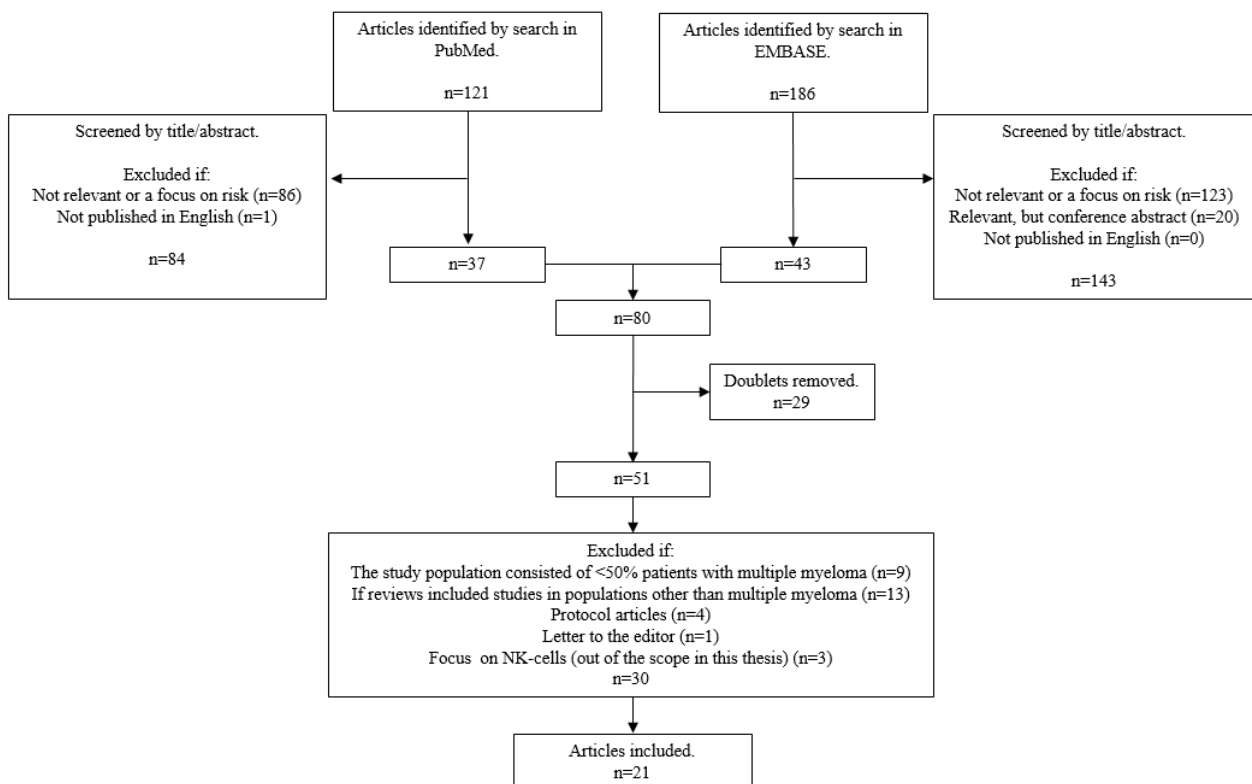 Articles identified by search in
PubMed.
n=121
Articles identified by search in
EMBASE.
n=186
Screened by title/abstract.
Excluded if:
Not relevant or a focus on risk (n=86)
Not published in English (n=1)
n=84
Screened by title/abstract.
Excluded if:
Not relevant or a focus on risk (n=123)
Relevant, but conference abstract (n=20)
Not published in English (n=0)
n=143
n=37
n=43
n=80
Doublets removed.
n=29
n=51
Excluded if:
The study population consisted of <50% patients with multiple myeloma (n=9)
If reviews included studies in populations other than multiple myeloma (n=13)
Protocol articles (n=4)
Letter to the editor (n=1)
Focus on NK-cells (out of the scope in this thesis) (n=3)
n=30
Articles included.
n=21